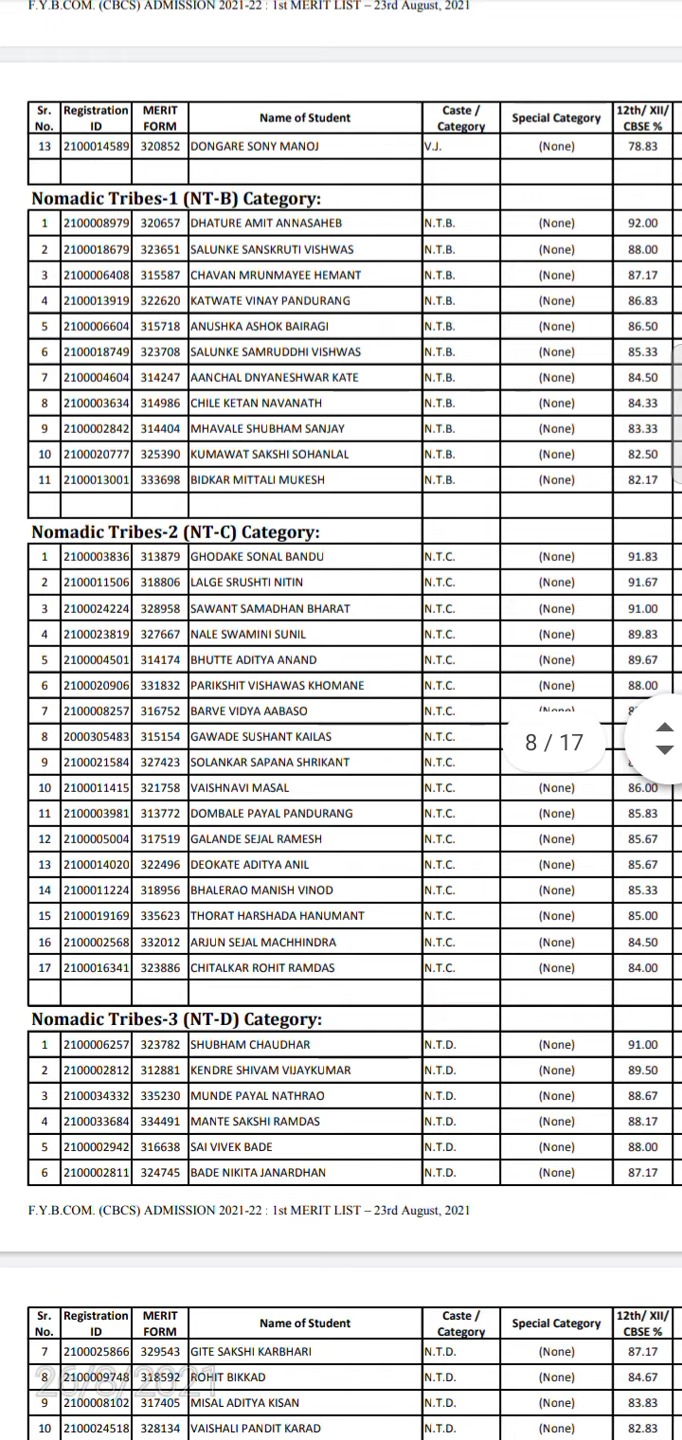 F.Y.B.COM. (CBCS) ADMISSION 2021-22 : 1st MERIT LIST – 23rd August, 2021
Sr. No. Registration ID MERIT FORM Name of Student Caste / Category Special Category 12th/ XII/ CBSE %
13 2100014589 320852 DONGARE SONY MANOJ V.J. (None) 78.83
Nomadic Tribes-1 (NT-B) Category:
1 2100008979 320657 DHATURE AMIT ANNASAHEB N.T.B. (None) 92.00
2 2100018679 323651 SALUNKE SANSKRUTI VISHWAS N.T.B. (None) 88.00
3 2100006408 315587 CHAVAN MRUNMAYEE HEMANT N.T.B. (None) 87.17
4 2100013919 322620 KATWATE VINAY PANDURANG N.T.B. (None) 86.83
5 2100006604 315718 ANUSHKA ASHOK BAIRAGI N.T.B. (None) 86.50
6 2100018749 323708 SALUNKE SAMRUDDHI VISHWAS N.T.B. (None) 85.33
7 2100004604 314247 AANCHAL DNYANESHWAR KATE N.T.B. (None) 84.50
8 2100003634 314986 CHILE KETAN NAVANATH N.T.B. (None) 84.33
9 2100002842 314404 MHAVALE SHUBHAM SANJAY N.T.B. (None) 83.33
10 2100020777 325390 KUMAWAT SAKSHI SOHANLAL N.T.B. (None) 82.50
11 2100013001 333698 BIDKAR MITTALI MUKESH N.T.B. (None) 82.17
Nomadic Tribes-2 (NT-C) Category:
1 2100003836 313879 GHODAKE SONAL BANDU N.T.C. (None) 91.83
2 2100011506 318806 LALGE SRUSHTI NITIN N.T.C. (None) 91.67
3 2100024224 328958 SAWANT SAMADHAN BHARAT N.T.C. (None) 91.00
4 2100023819 327667 NALE SWAMINI SUNIL N.T.C. (None) 89.83
5 2100004501 314174 BHUTTE ADITYA ANAND N.T.C. (None) 89.67
6 2100020906 331832 PARIKSHIT VISHAWAS KHOMANE N.T.C. (None) 88.00
7 2100008257 316752 BARVE VIDYA AABASO N.T.C.
8 2000305483 315154 GAWADE SUSHANT KAILAS N.T.C.
8 / 17
9 2100021584 327423 SOLANKAR SAPANA SHRIKANT N.T.C.
10 2100011415 321758 VAISHNAVI MASAL N.T.C. (None) 86.00
11 2100003981 313772 DOMBALE PAYAL PANDURANG N.T.C. (None) 85.83
12 2100005004 317519 GALANDE SEJAL RAMESH N.T.C. (None) 85.67
13 2100014020 322496 DEOKATE ADITYA ANIL N.T.C. (None) 85.67
14 2100011224 318956 BHALERAO MANISH VINOD N.T.C. (None) 85.33
15 2100019169 335623 THORAT HARSHADA HANUMANT N.T.C. (None) 85.00
16 2100002568 332012 ARJUN SEJAL MACHHINDRA N.T.C. (None) 84.50
17 2100016341 323886 CHITALKAR ROHIT RAMDAS N.T.C. (None) 84.00
Nomadic Tribes-3 (NT-D) Category:
1 2100006257 323782 SHUBHAM CHAUDHAR N.T.D. (None) 91.00
2 2100002812 312881 KENDRE SHIVAM VIJAYKUMAR N.T.D. (None) 89.50
3 2100034332 335230 MUNDE PAYAL NATHRAO N.T.D. (None) 88.67
4 2100033684 334491 MANTE SAKSHI RAMDAS N.T.D. (None) 88.17
5 2100002942 316638 SAI VIVEK BADE N.T.D. (None) 88.00
6 2100002811 324745 BADE NIKITA JANARDHAN N.T.D. (None) 87.17
F.Y.B.COM. (CBCS) ADMISSION 2021-22 : 1st MERIT LIST – 23rd August, 2021
Sr. No. Registration ID MERIT FORM Name of Student Caste / Category Special Category 12th/ XII/ CBSE %
7 2100025866 329543 GITE SAKSHI KARBHARI N.T.D. (None) 87.17
8 2100009748 318592 ROHIT BIKKAD N.T.D. (None) 84.67
26/8/2021
9 2100008102 317405 MISAL ADITYA KISAN N.T.D. (None) 83.83
10 2100024518 328134 VAISHALI PANDIT KARAD N.T.D. (None) 82.83